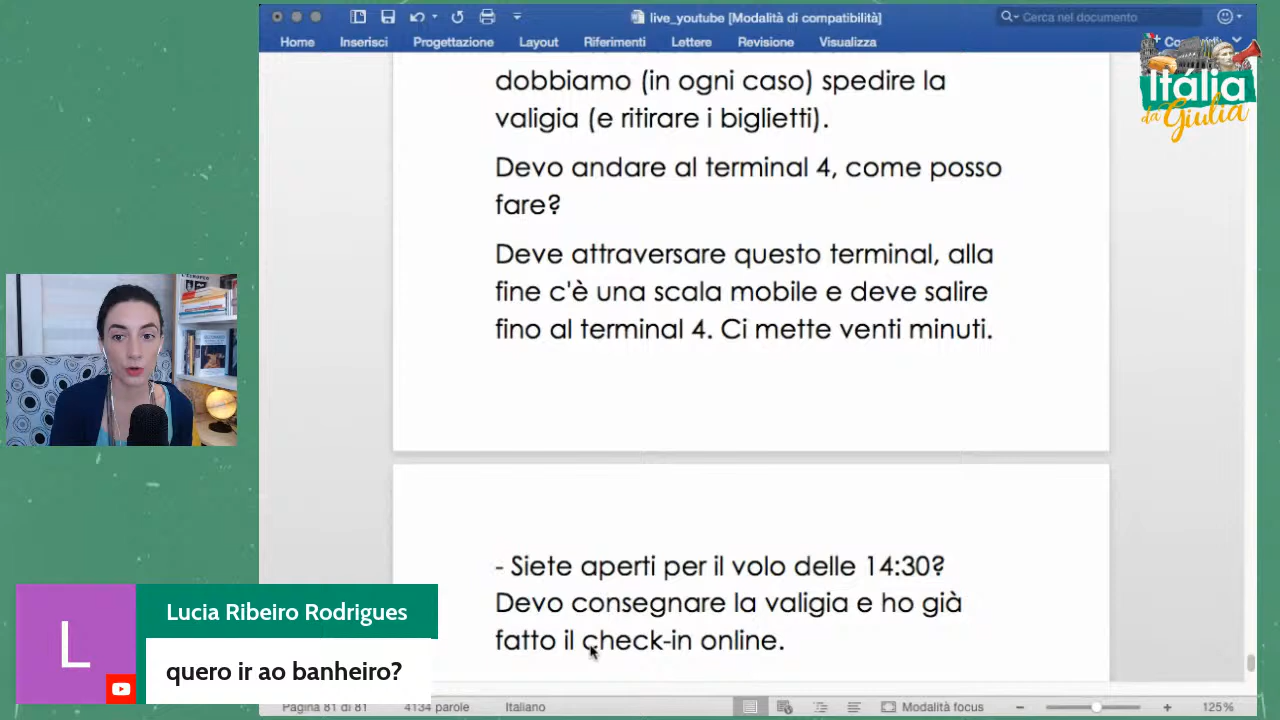 live_youtube [Modalità di compatibilità]
Cerca nel documento
Home Inserisci Progettazione Layout Riferimenti Lettere Revisione Visualizza
Itália
da Giulia
dobbiamo (in ogni caso) spedire la
valigia (e ritirare i biglietti).
Devo andare al terminal 4, come posso
fare?
Deve attraversare questo terminal, alla
fine c'è una scala mobile e deve salire
fino al terminal 4. Ci mette venti minuti.
- Siete aperti per il volo delle 14:30?
Devo consegnare la valigia e ho già
fatto il check-in online.
L
Lucia Ribeiro Rodrigues
quero ir ao banheiro?
Pagina 81 di 81 4134 parole Italiano Modalità focus 125%